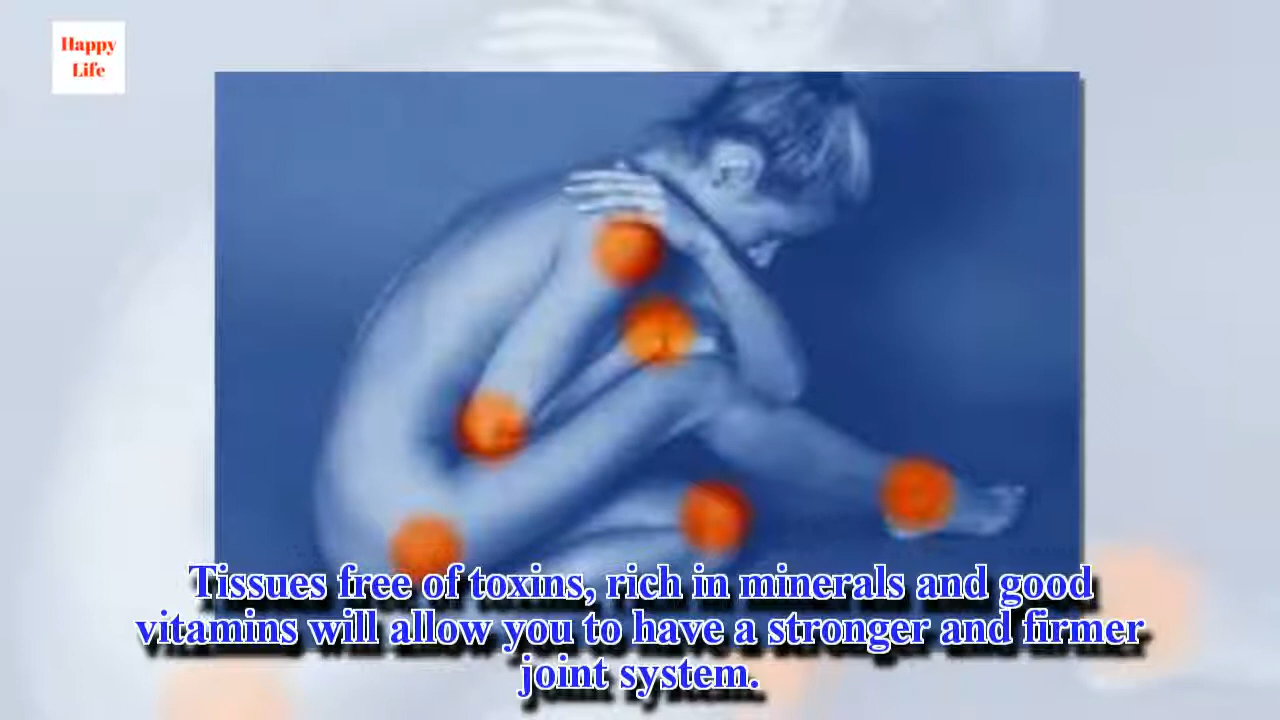 Happy
Life
Tissues free of toxins, rich in minerals and good
vitamins will allow you to have a stronger and firmer
joint system.